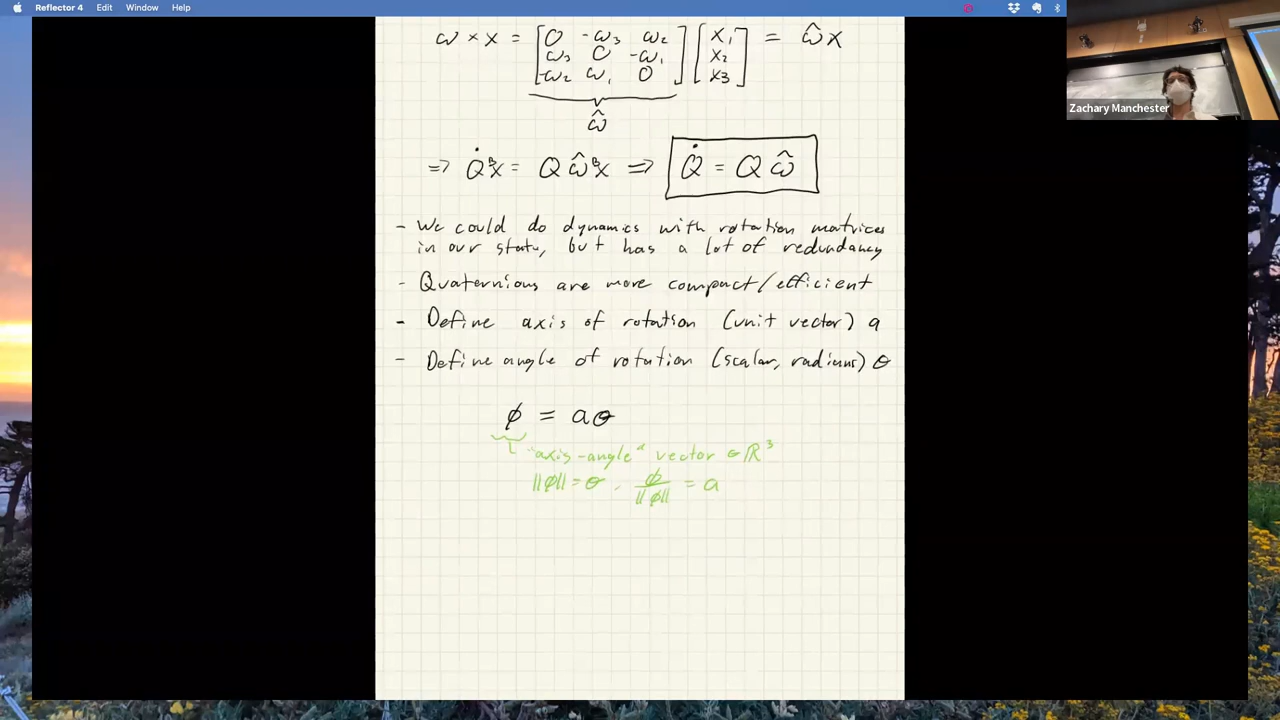 Reflector 4 Edit Window Help
ω × x = [0 -ω₃ ω₂; ω₃ 0 -ω₁; -ω₂ ω₁ 0] [x₁; x₂; x₃] = ω̂x
ω̂
Zachary Manchester
⇒ Q̇ ᴮx = Q ω̂ ᴮx ⇒ Q̇ = Q ω̂
- We could do dynamics with rotation matrices
in our state, but has a lot of redundancy
- Quaternions are more compact/efficient
- Define axis of rotation (unit vector) a
- Define angle of rotation (scalar, radians) θ
ϕ = aθ
"axis-angle" vector ∈ ℝ³
||ϕ|| = θ, ϕ/||ϕ|| = a